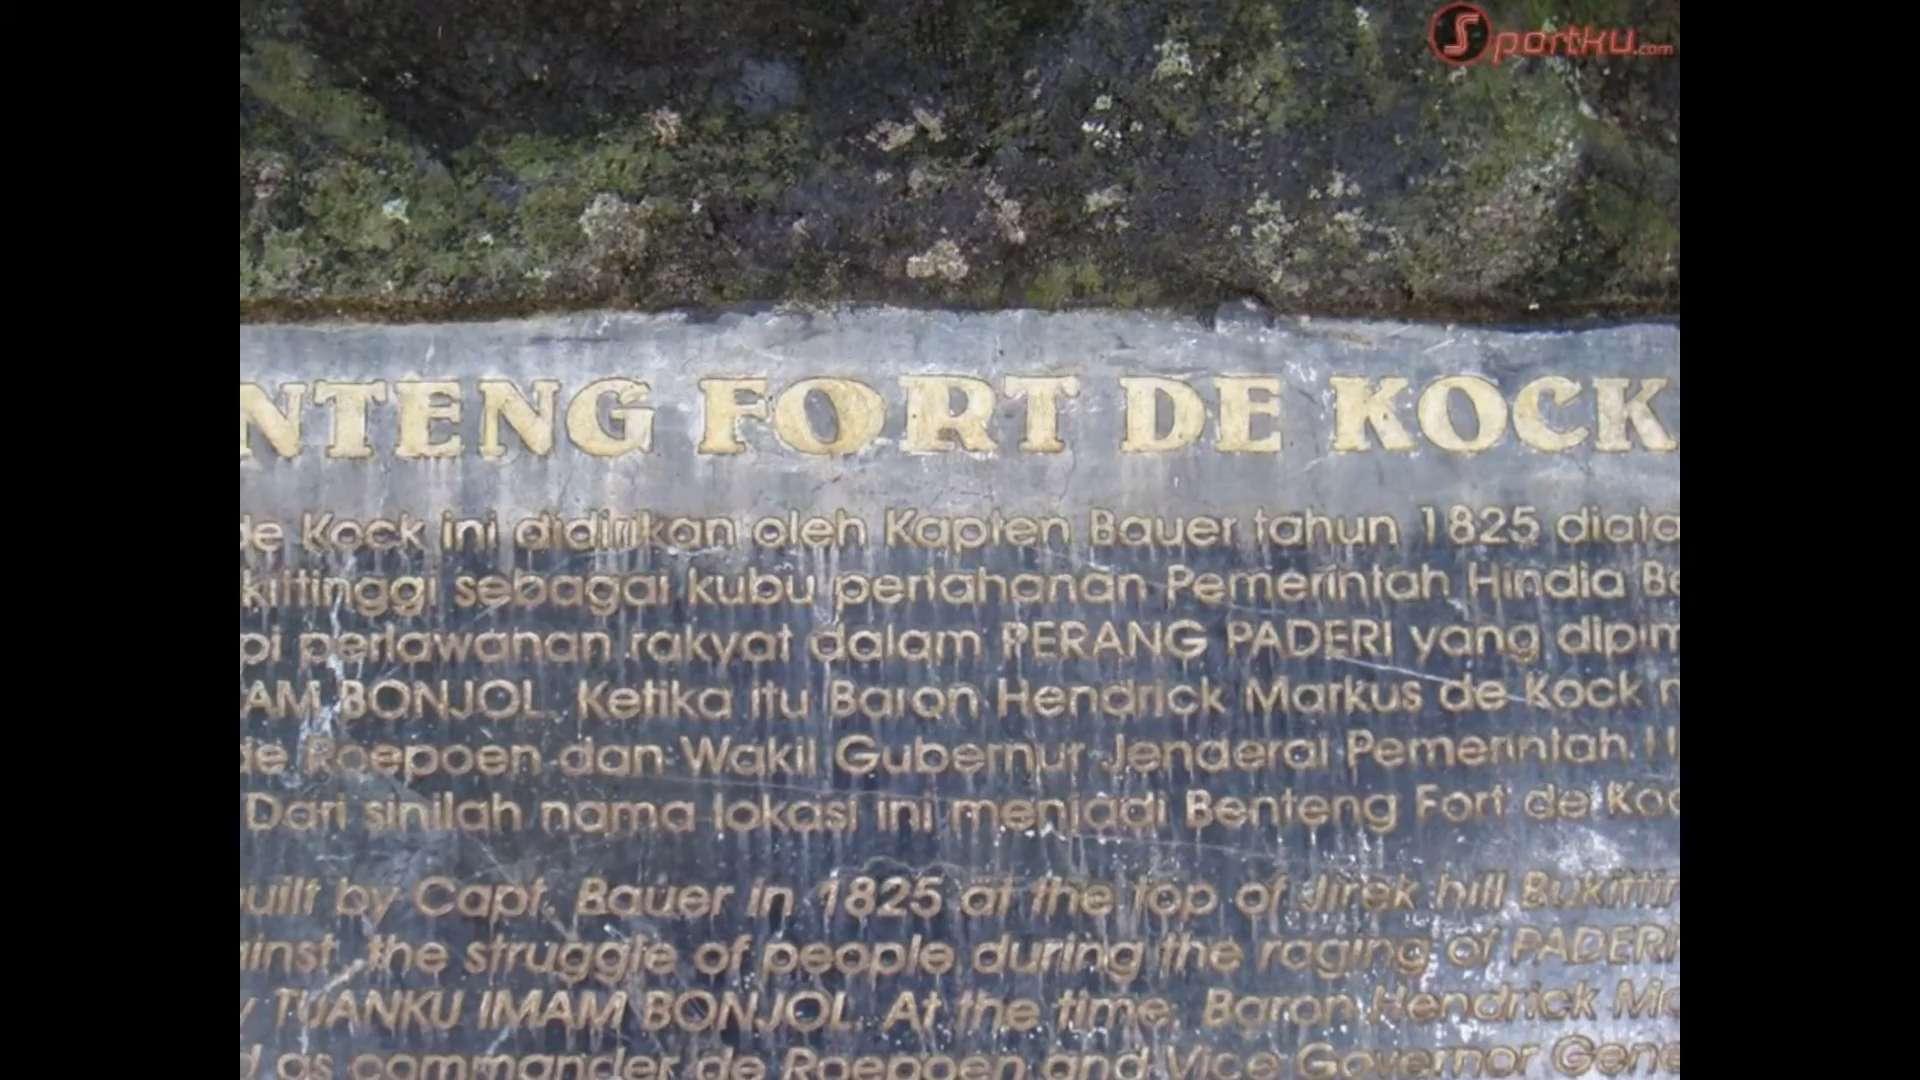 Sportku.com
NTENG FORT DE KOCK
de Kock ini didirikan oleh Kapten Bauer tahun 1825 diata
kittinggi sebagai kubu pertahanan Pemerintah Hindia Be
pi perlawanan rakyat dalam PERANG PADERI yang dipim
AM BONJOL. Ketika itu Baron Hendrick Markus de Kock
de Roepoen dan Wakil Gubernur Jenderal Pemerintah
Dari sinilah nama lokasi ini menjadi Benteng Fort de Koc
uilt by Capt. Bauer in 1825 at the top of Jirek hill Bukittin
ainst the struggle of people during the raging of PADERI
TUANKU IMAM BONJOL. At the time, Baron Hendrick Ma
d as commander de Roepoen and Vice Governor Gene